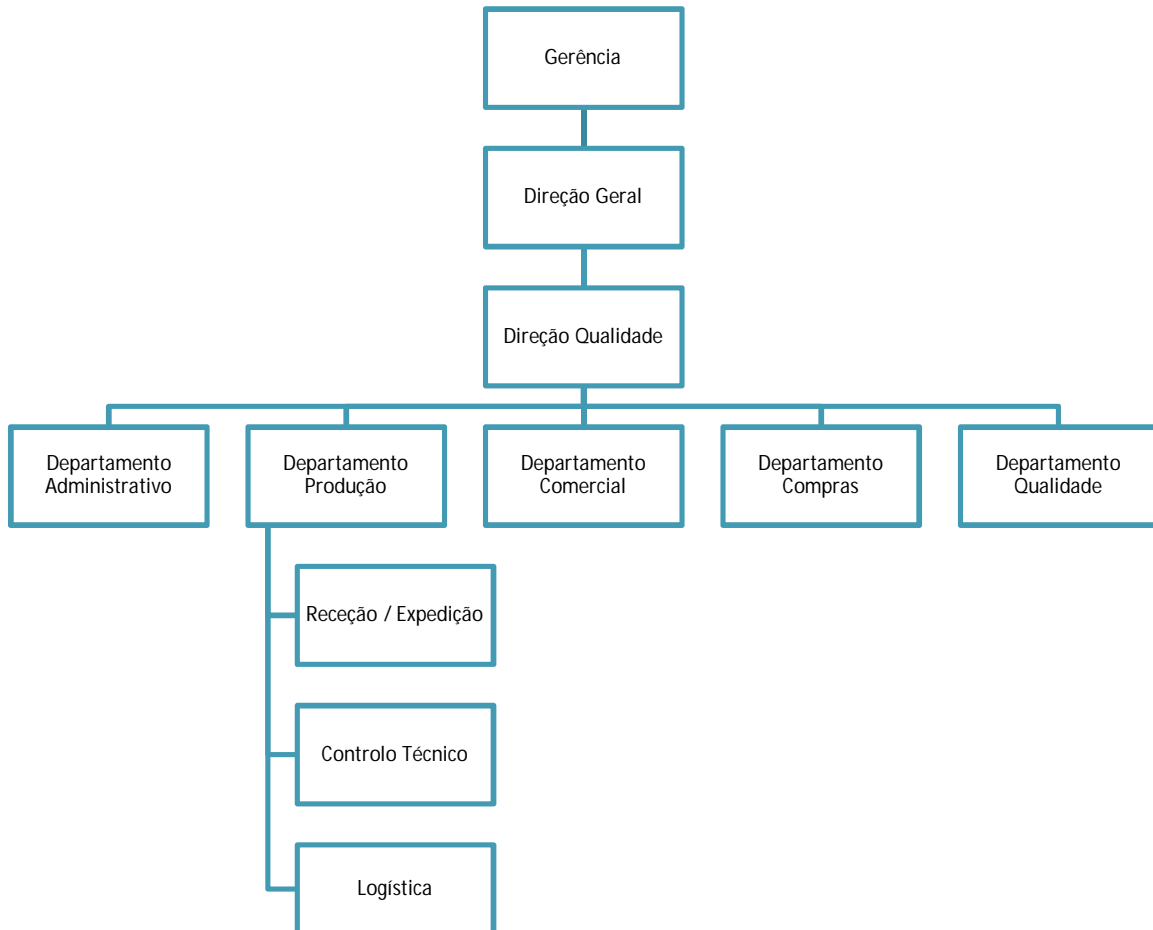 Gerência
Direção Geral
Direção Qualidade
Departamento
Administrativo
Departamento
Produção
Departamento
Comercial
Departamento
Compras
Departamento
Qualidade
Receção / Expedição
Controlo Técnico
Logística